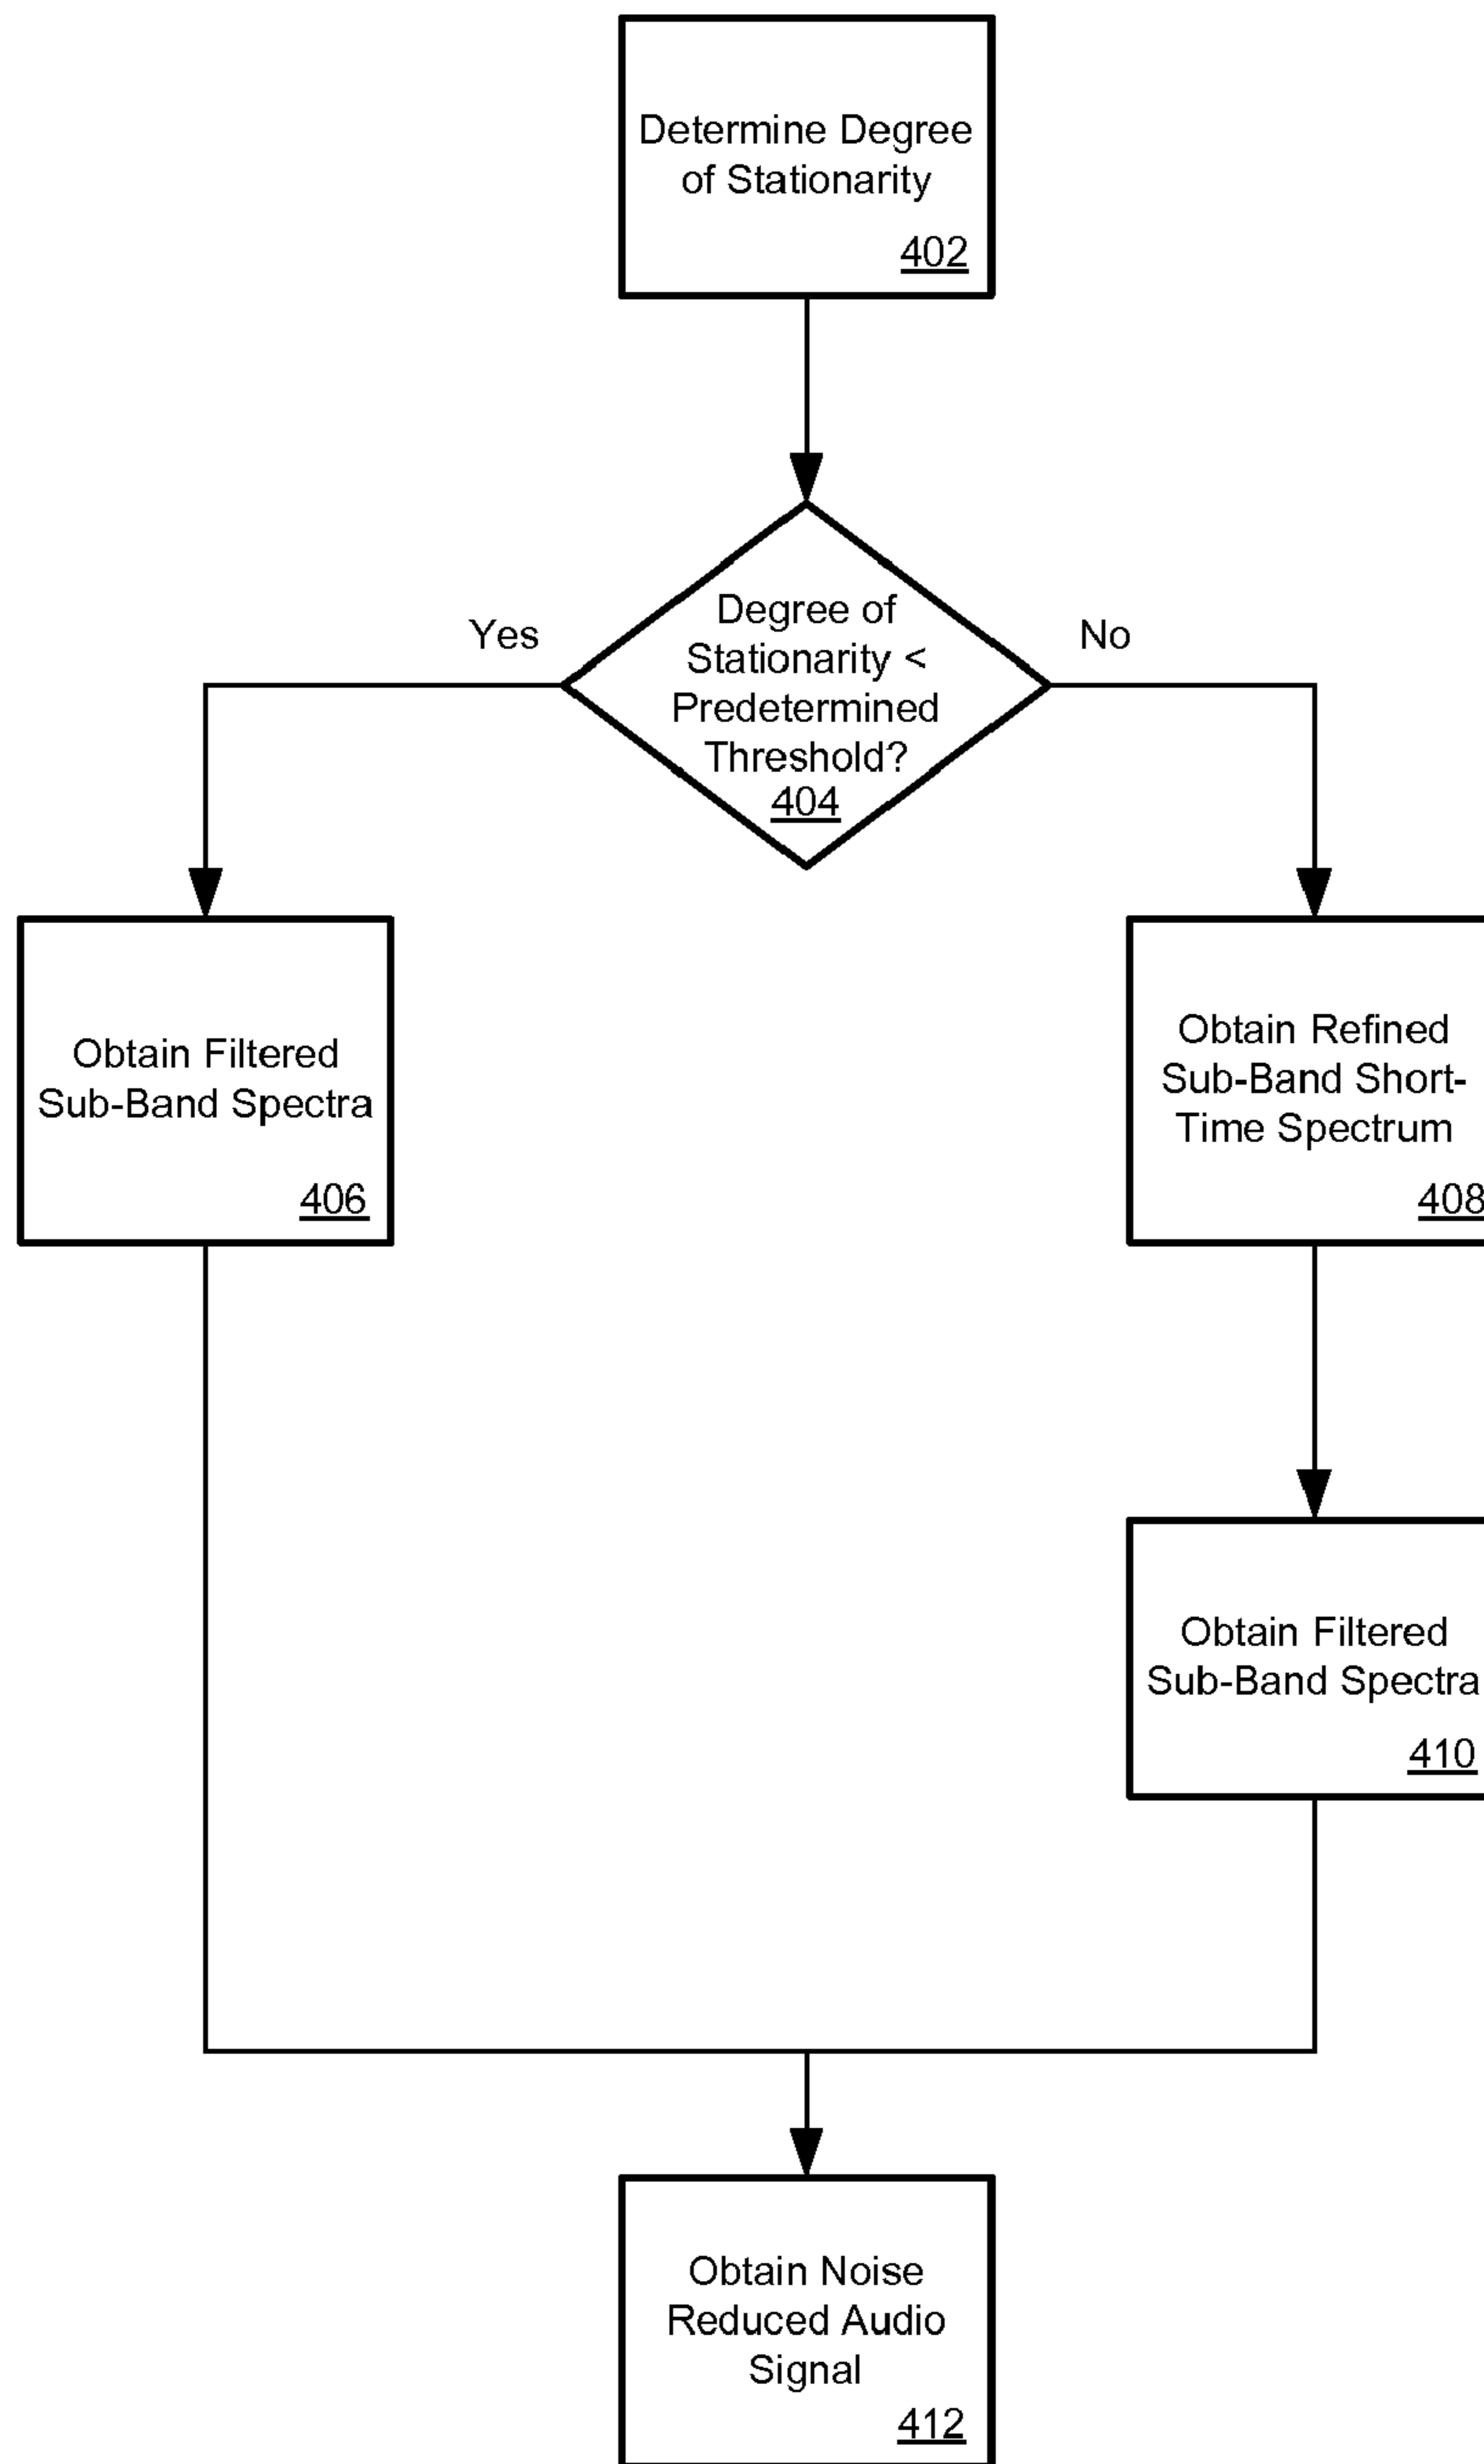 Determine Degree
of Stationarity
402
Degree of
Stationarity <
Predetermined
Threshold?
404
Yes
No
Obtain Filtered
Sub-Band Spectra
406
Obtain Refined
Sub-Band Short-
Time Spectrum
408
Obtain Filtered
Sub-Band Spectra
410
Obtain Noise
Reduced Audio
Signal
412